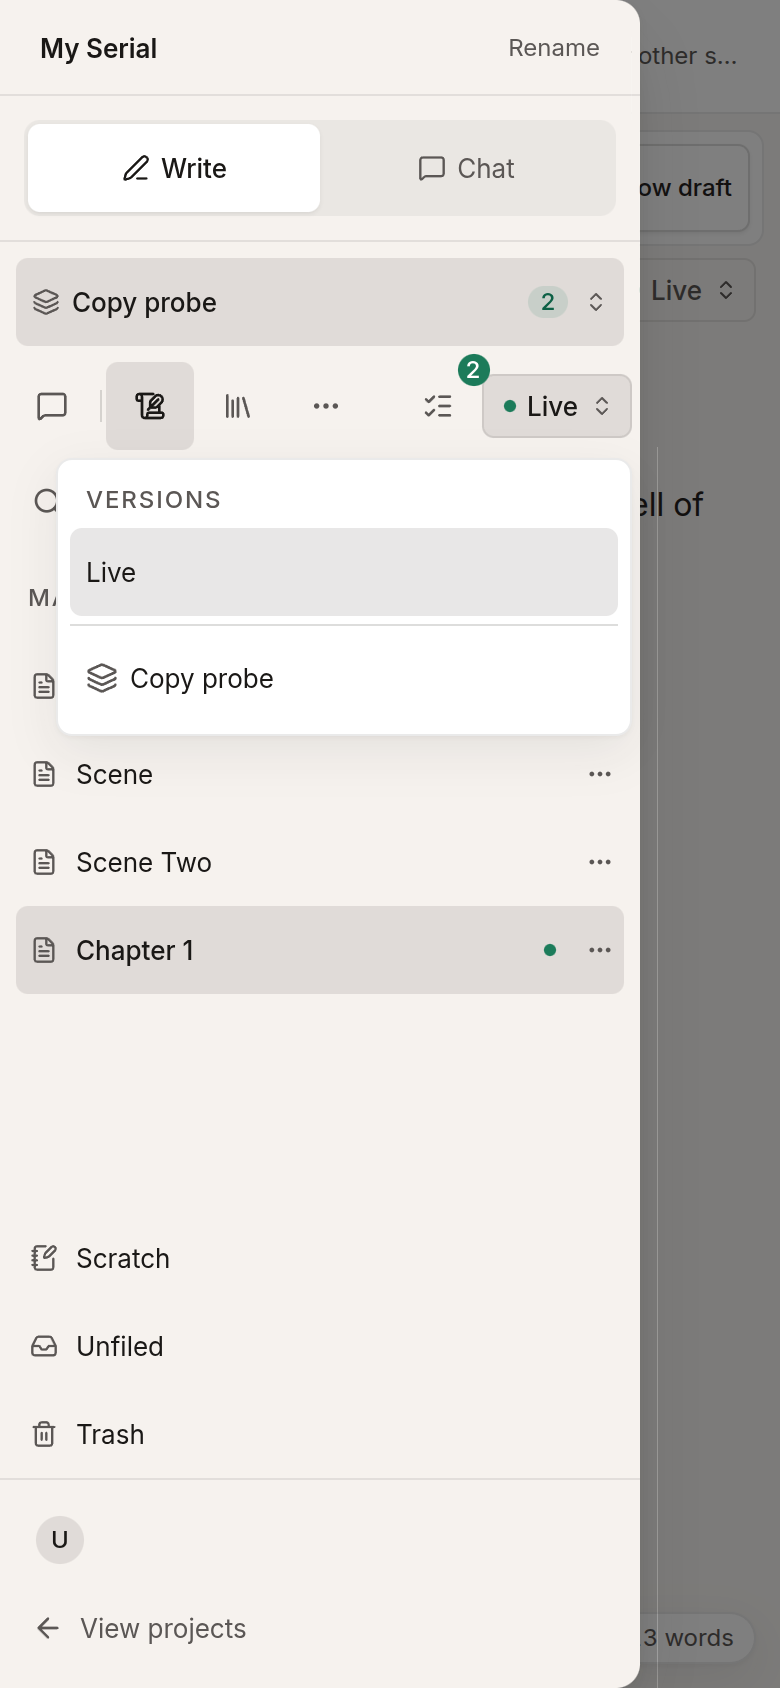 My Serial
Rename
other s...
Write
Chat
ow draft
Copy probe
2
Live
2
Live
VERSIONS
ell of
Live
MA
Copy probe
Scene
Scene Two
Chapter 1
Scratch
Unfiled
Trash
U
View projects
3 words